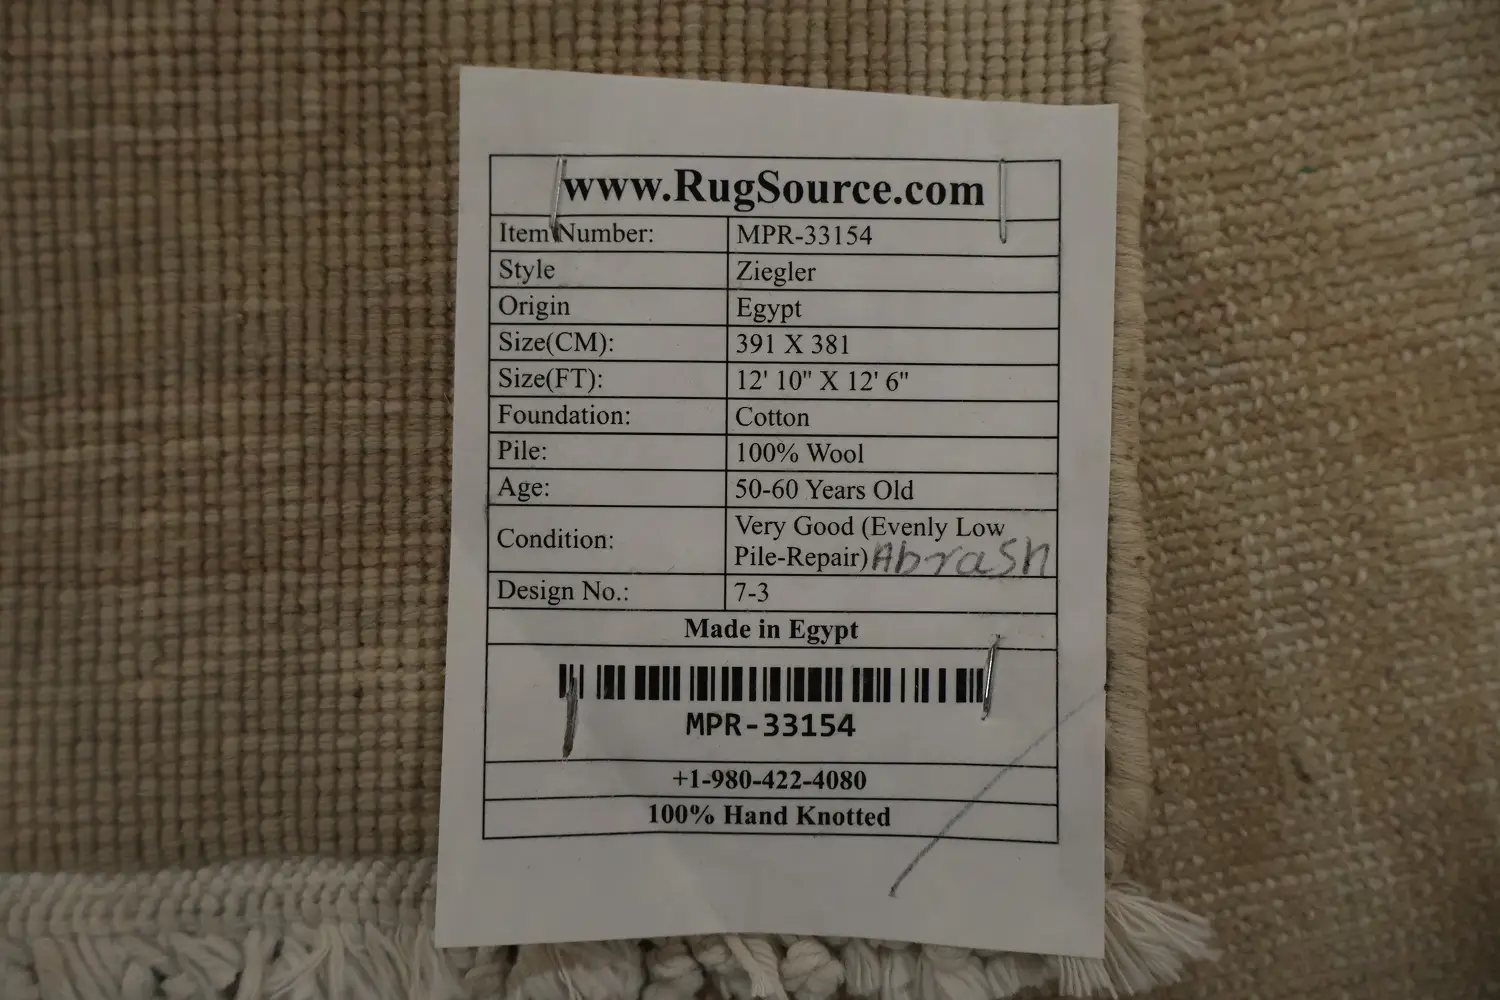 www.RugSource.com
Item Number: MPR-33154
Style Ziegler
Origin Egypt
Size(CM): 391 X 381
Size(FT): 12' 10" X 12' 6"
Foundation: Cotton
Pile: 100% Wool
Age: 50-60 Years Old
Condition: Very Good (Evenly Low
Pile-Repair) AbraSh
Design No.: 7-3
Made in Egypt
MPR-33154
+1-980-422-4080
100% Hand Knotted